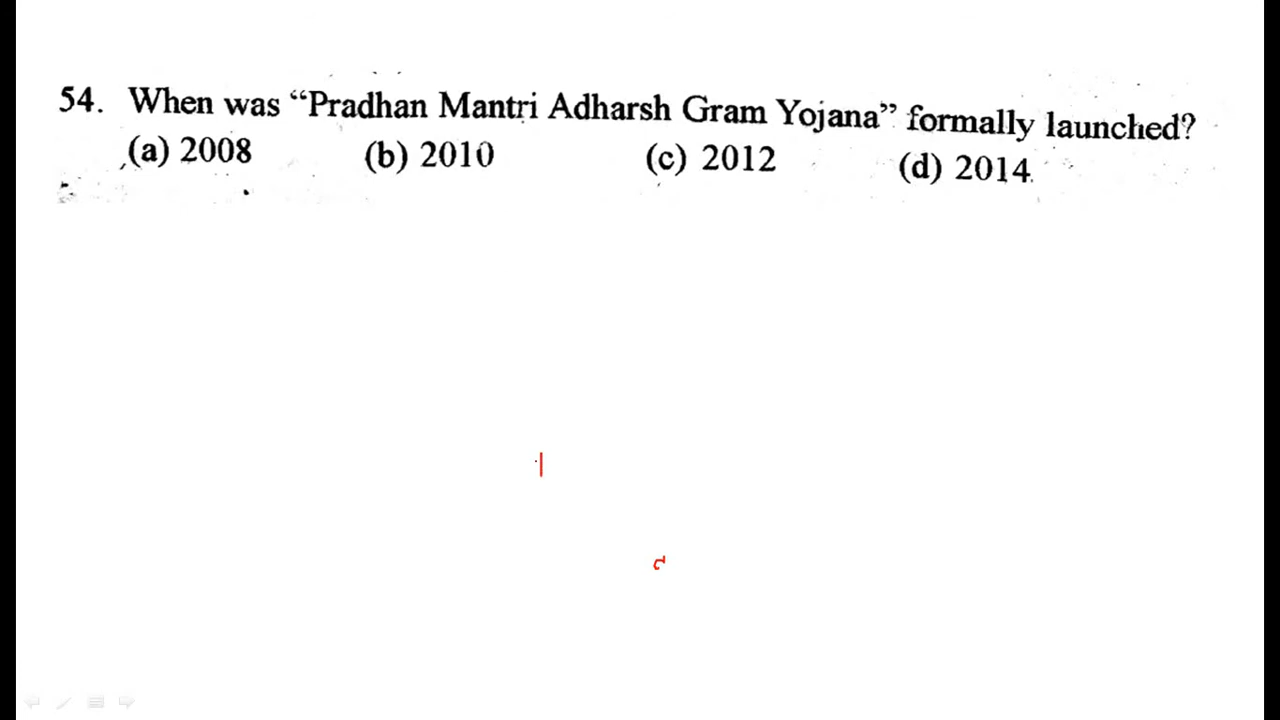 54. When was “Pradhan Mantri Adharsh Gram Yojana” formally launched?
(a) 2008 (b) 2010 (c) 2012 (d) 2014